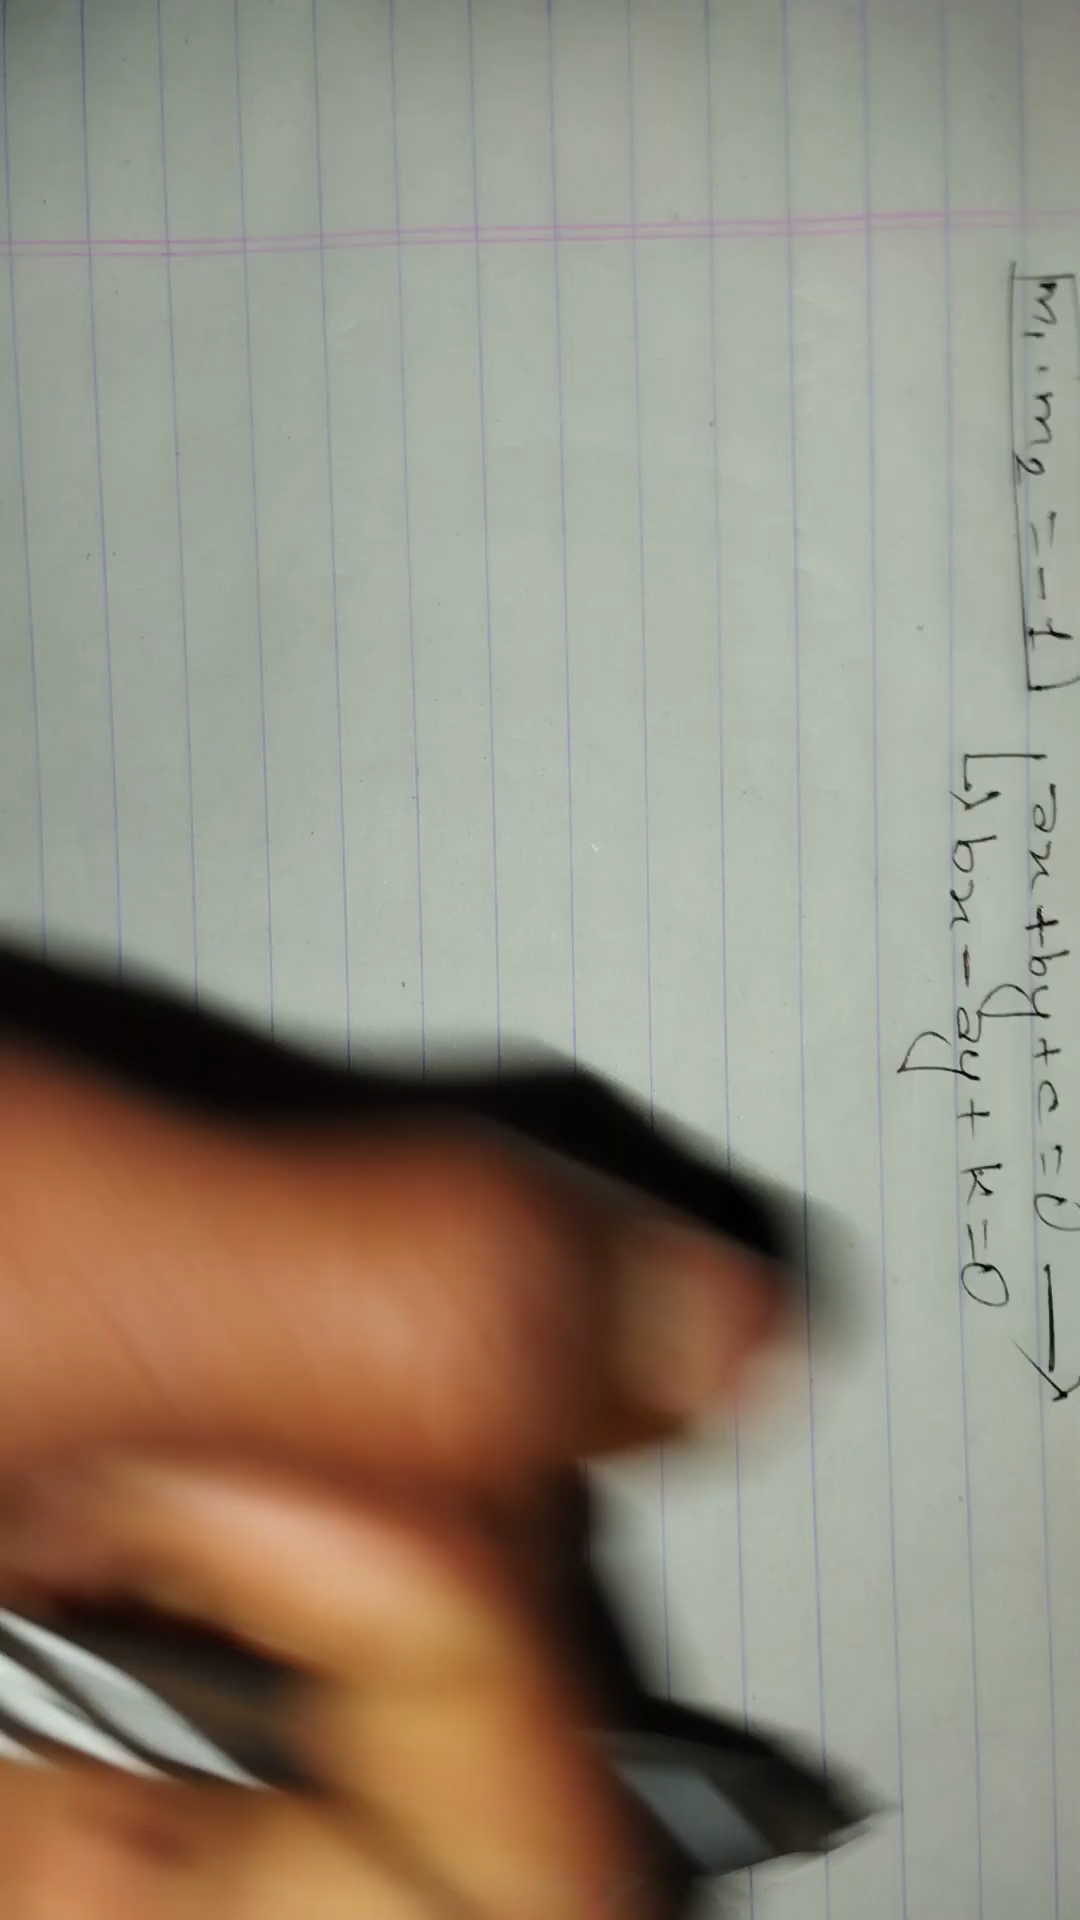 m₁ · m₂ = -1
ax + by + c = 0 →
↳ bx - ay + k = 0